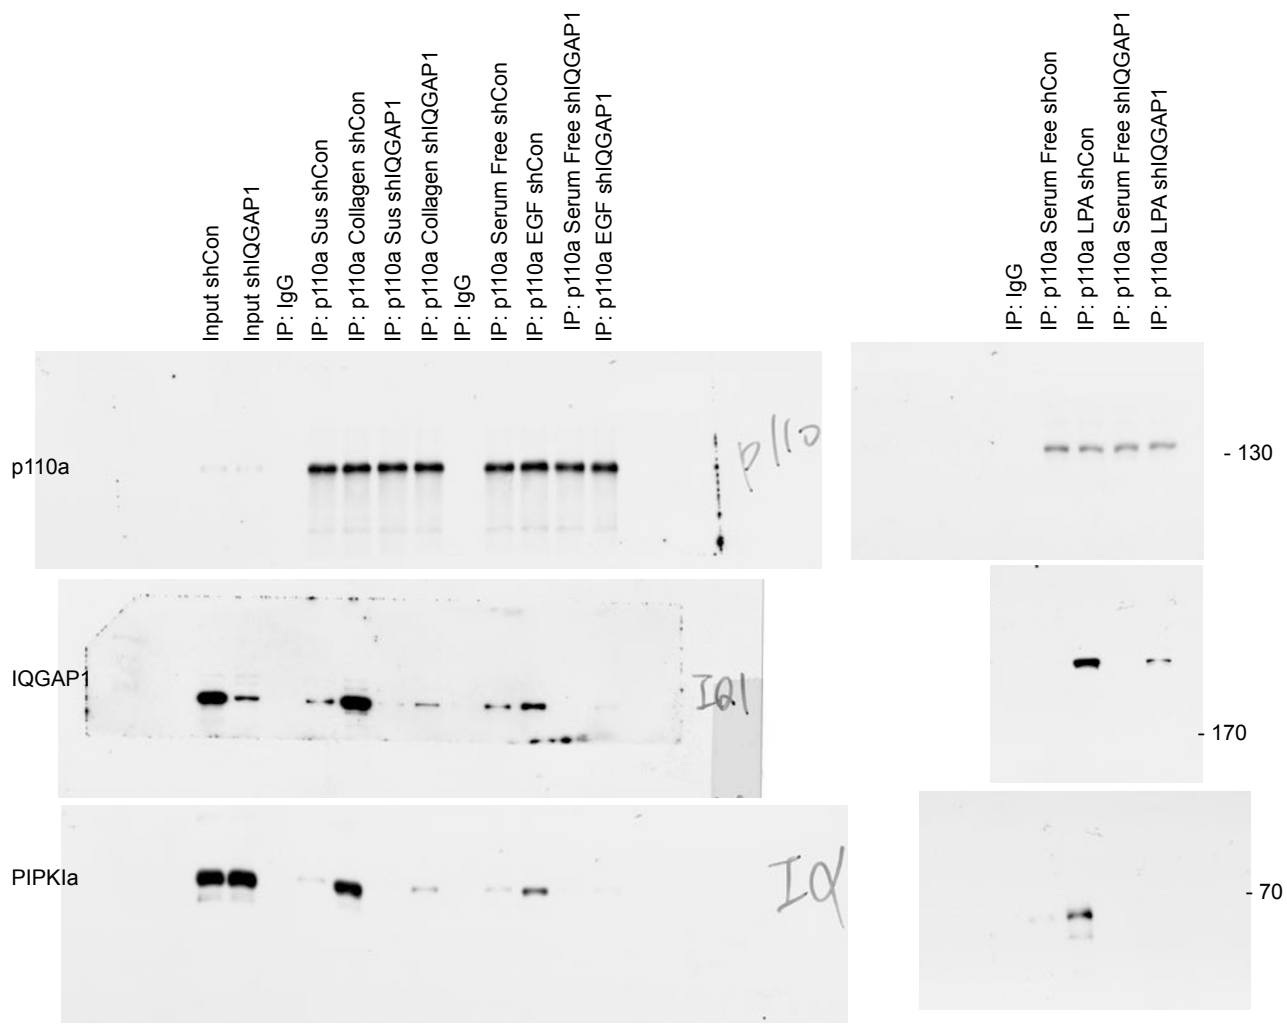 Input shCon
Input shIQGAP1
IP: IgG
IP: p110a Sus shCon
IP: p110a Collagen shCon
IP: p110a Sus shIQGAP1
IP: p110a Collagen shIQGAP1
IP: IgG
IP: p110a Serum Free shCon
IP: p110a EGF shCon
IP: p110a Serum Free shIQGAP1
IP: p110a EGF shIQGAP1
IP: IgG
IP: p110a Serum Free shCon
IP: p110a LPA shCon
IP: p110a Serum Free shIQGAP1
IP: p110a LPA shIQGAP1
p110a
p110
- 130
IQGAP1
IQ1
- 170
PIPKIa
Iα
- 70